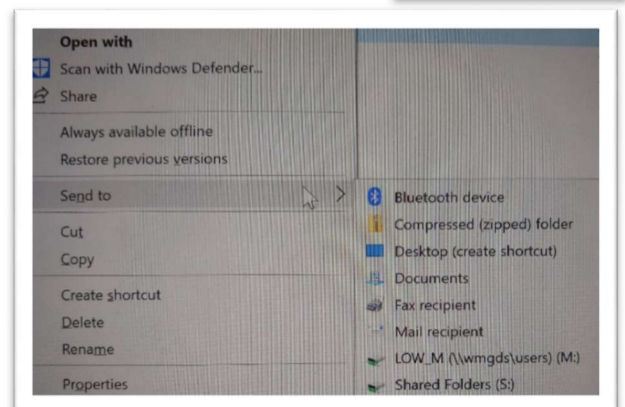 Open with
Scan with Windows Defender...
Share
Always available offline
Restore previous versions
Send to
Cut
Copy
Create shortcut
Delete
Rename
Properties
Bluetooth device
Compressed (zipped) folder
Desktop (create shortcut)
Documents
Fax recipient
Mail recipient
LOW_M (\\wmgds\users) (M:)
Shared Folders (S:)